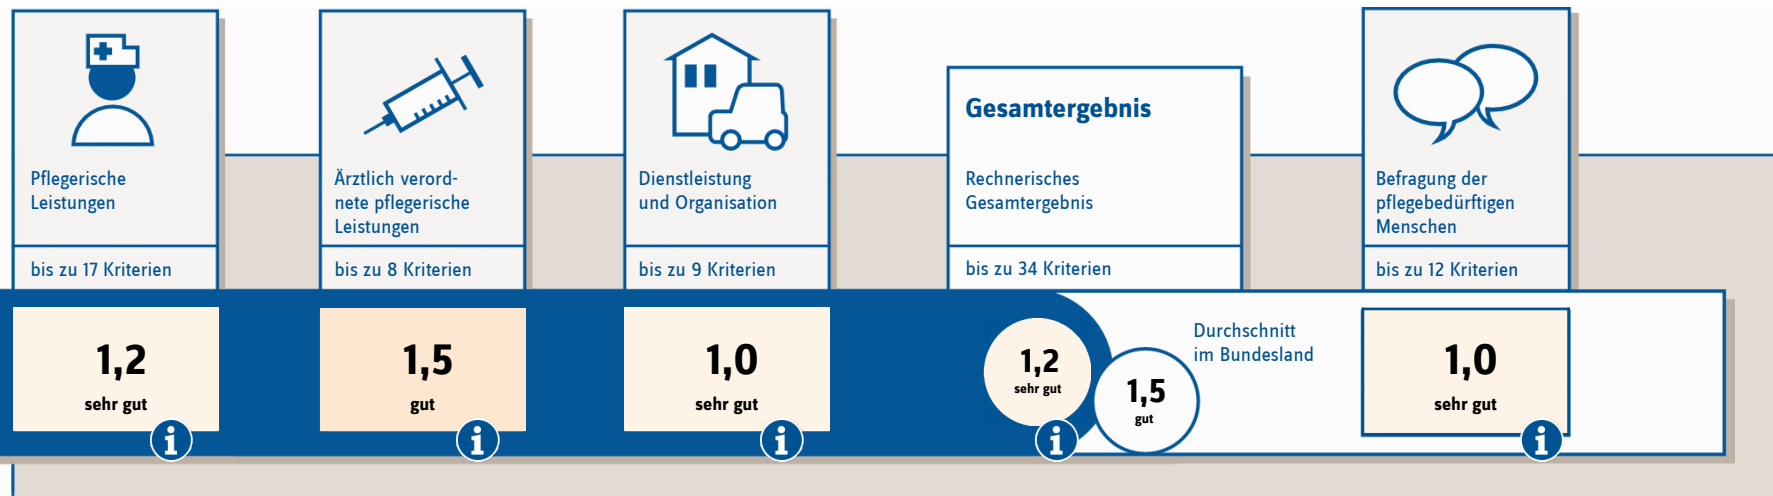 Pflegerische
Leistungen
bis zu 17 Kriterien
1,2
sehr gut
Ärztlich verord-
nete pflegerische
Leistungen
bis zu 8 Kriterien
1,5
gut
Dienstleistung
und Organisation
bis zu 9 Kriterien
1,0
sehr gut
Gesamtergebnis
Rechnerisches
Gesamtergebnis
bis zu 34 Kriterien
1,2
sehr gut
1,5
gut
Durchschnitt
im Bundesland
Befragung der
pflegebedürftigen
Menschen
bis zu 12 Kriterien
1,0
sehr gut